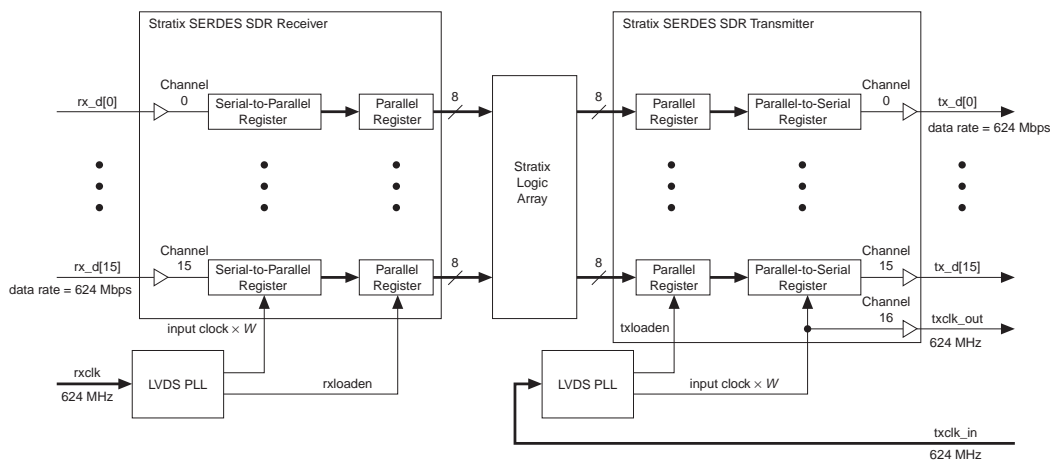 Stratix SERDES SDR Receiver
Stratix SERDES SDR Transmitter
rx_d[0]
Channel
0
Serial-to-Parallel
Register
Parallel
Register
8
Stratix
Logic
Array
8
Parallel
Register
Parallel-to-Serial
Register
Channel
0
tx_d[0]
data rate = 624 Mbps
rx_d[15]
data rate = 624 Mbps
Channel
15
Serial-to-Parallel
Register
Parallel
Register
8
8
Parallel
Register
Parallel-to-Serial
Register
Channel
15
tx_d[15]
Channel
16
txclk_out
624 MHz
input clock × W
txloaden
rxclk
624 MHz
LVDS PLL
rxloaden
LVDS PLL
input clock × W
txclk_in
624 MHz